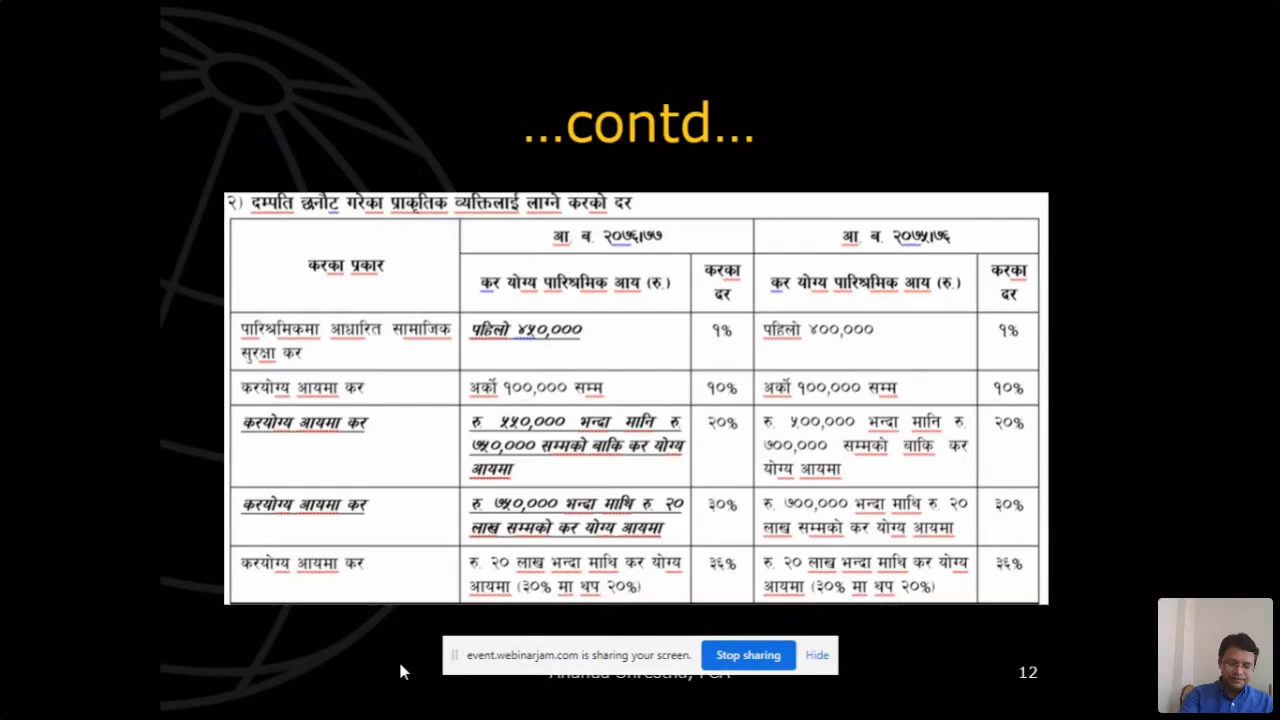 ...contd...
२) दम्पति छनौट गरेका प्राकृतिक व्यक्तिलाई लाग्ने करको दर
करका प्रकार
आ. ब. २०७६।७७
आ. ब. २०७५।७६
कर योग्य पारिश्रमिक आय (रु.)
करका
दर
कर योग्य पारिश्रमिक आय (रु.)
करका
दर
पारिश्रमिकमा आधारित सामाजिक
सुरक्षा कर
पहिलो ४५०,०००
१%
पहिलो ४००,०००
१%
करयोग्य आयमा कर
अर्को १००,००० सम्म
१०%
अर्को १००,००० सम्म
१०%
करयोग्य आयमा कर
रु ५५०,००० भन्दा मानि रु
७५०,००० सम्मको बाकि कर योग्य
आयमा
२०%
रु. ५००,००० भन्दा मानि रु.
७००,००० सम्मको बाकि कर
योग्य आयमा
२०%
करयोग्य आयमा कर
रु ७५०,००० भन्दा माथि रु. २०
लाख सम्मको कर योग्य आयमा
३०%
रु. ७००,००० भन्दा माथि रु. २०
लाख सम्मको कर योग्य आयमा
३०%
करयोग्य आयमा कर
रु. २० लाख भन्दा माथि कर योग्य
आयमा (३०% मा थप २०%)
३६%
रु. २० लाख भन्दा माथि कर योग्य
आयमा (३०% मा थप २०%)
३६%
event.webinarjam.com is sharing your screen.
Stop sharing
Hide
12